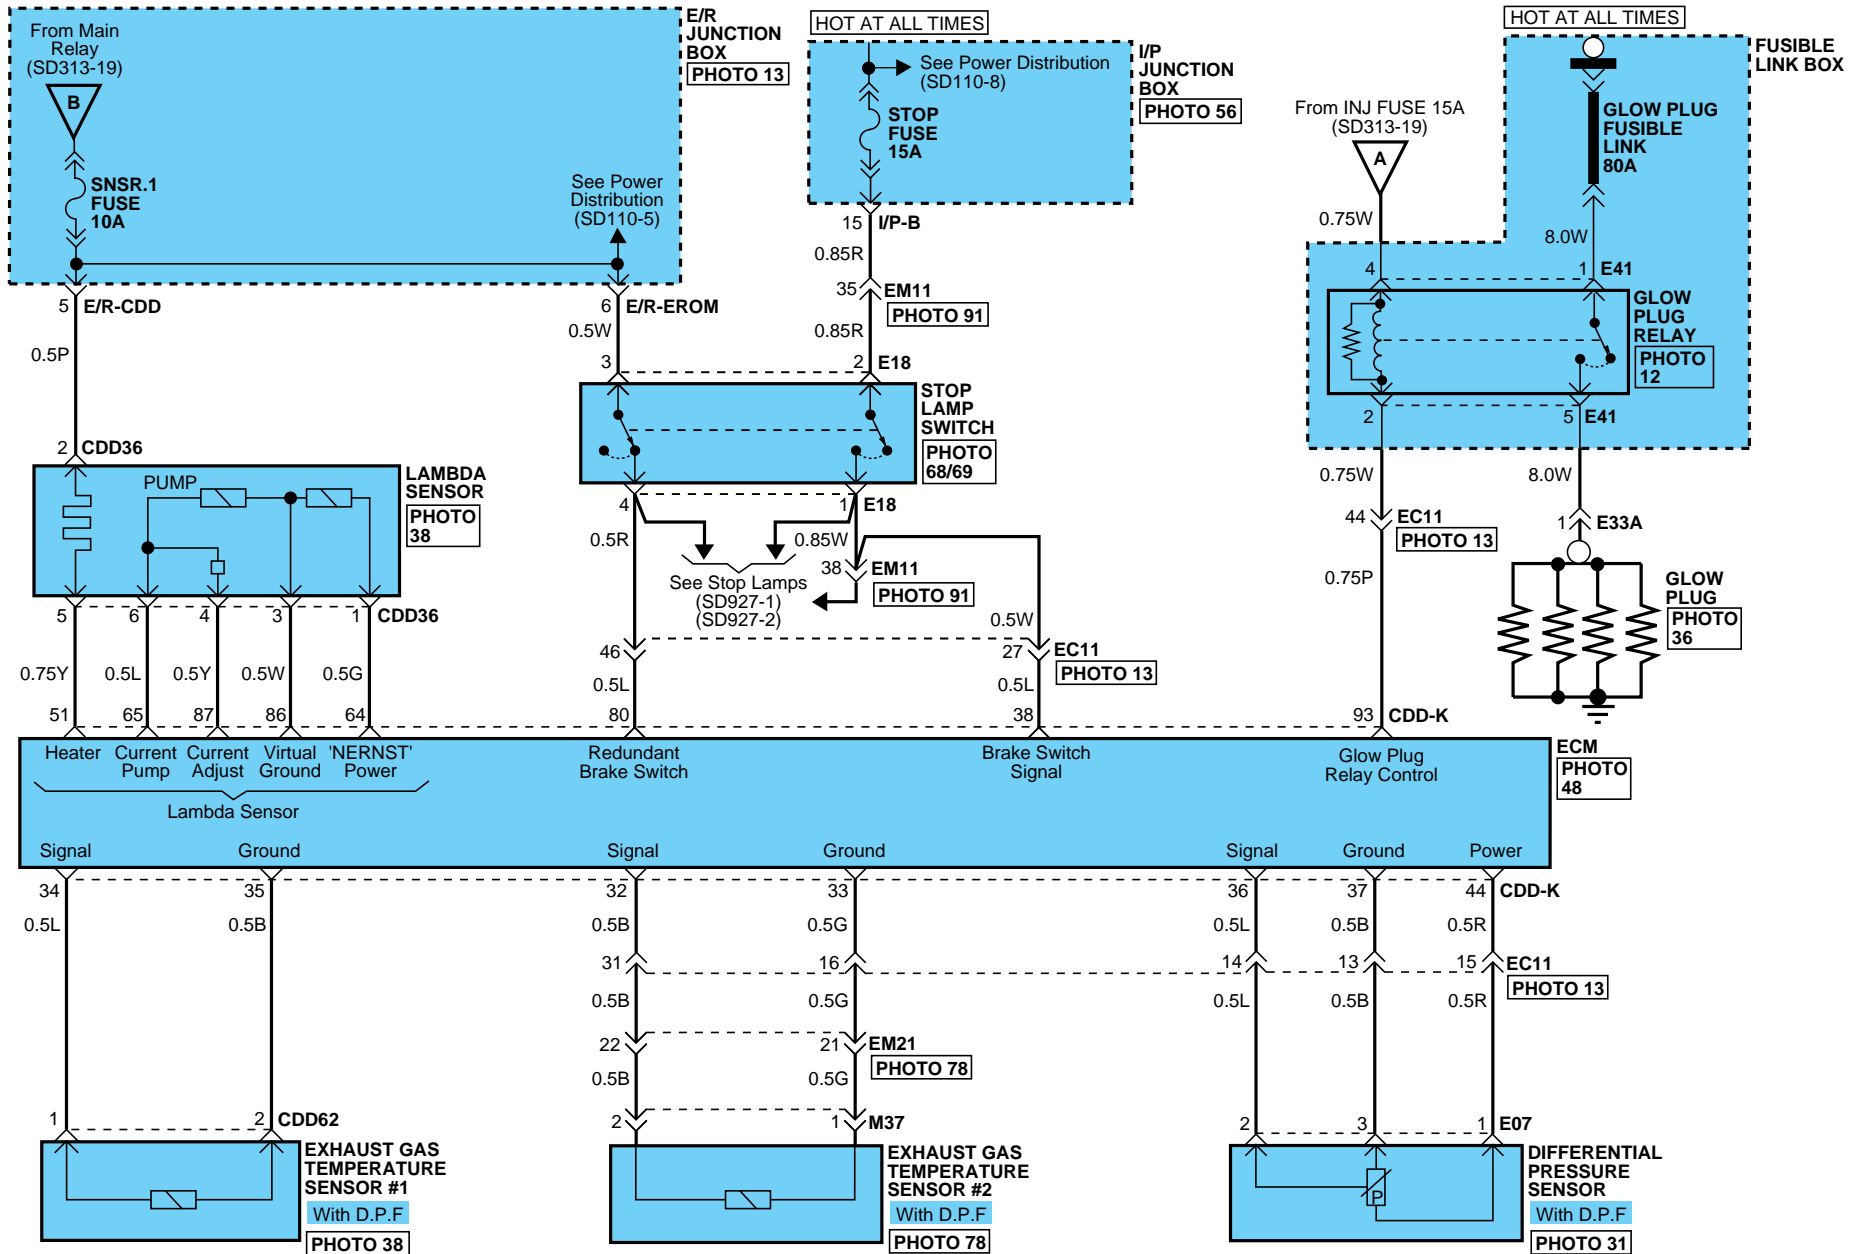 From Main
Relay
(SD313-19)
B
SNSR.1
FUSE
10A
See Power
Distribution
(SD110-5)
E/R
JUNCTION
BOX
PHOTO 13
HOT AT ALL TIMES
See Power Distribution
(SD110-8)
STOP
FUSE
15A
I/P
JUNCTION
BOX
PHOTO 56
HOT AT ALL TIMES
FUSIBLE
LINK BOX
From INJ FUSE 15A
(SD313-19)
A
GLOW PLUG
FUSIBLE
LINK
80A
0.75W
8.0W
15 I/P-B
0.85R
35 EM11
PHOTO 91
0.85R
4 1 E41
GLOW
PLUG
RELAY
PHOTO
12
2 5 E41
5 E/R-CDD
6 E/R-EROM
0.5P
0.5W
3 2 E18
STOP
LAMP
SWITCH
PHOTO
68/69
4 1 E18
2 CDD36
PUMP
LAMBDA
SENSOR
PHOTO
38
0.5R
0.85W
See Stop Lamps
(SD927-1)
(SD927-2)
38 EM11
PHOTO 91
0.5W
0.75W
8.0W
44 EC11
PHOTO 13
0.75P
1 E33A
GLOW
PLUG
PHOTO
36
5 6 4 3 1 CDD36
46 27 EC11
PHOTO 13
0.75Y 0.5L 0.5Y 0.5W 0.5G 0.5L 0.5L
51 65 87 86 64 80 38 93 CDD-K
Heater
Current
Pump
Current
Adjust
Virtual
Ground
'NERNST'
Power
Lambda Sensor
Redundant
Brake Switch
Brake Switch
Signal
Glow Plug
Relay Control
ECM
PHOTO
48
Signal Ground Signal Ground Signal Ground Power
34 35 32 33 36 37 44 CDD-K
0.5L 0.5B 0.5B 0.5G 0.5L 0.5B 0.5R
31 16 14 13 15 EC11
PHOTO 13
0.5B 0.5G 0.5L 0.5B 0.5R
22 21 EM21
PHOTO 78
0.5B 0.5G
1 2 CDD62
2 1 M37
2 3 1 E07
EXHAUST GAS
TEMPERATURE
SENSOR #1
With D.P.F
PHOTO 38
EXHAUST GAS
TEMPERATURE
SENSOR #2
With D.P.F
PHOTO 78
P
DIFFERENTIAL
PRESSURE
SENSOR
With D.P.F
PHOTO 31